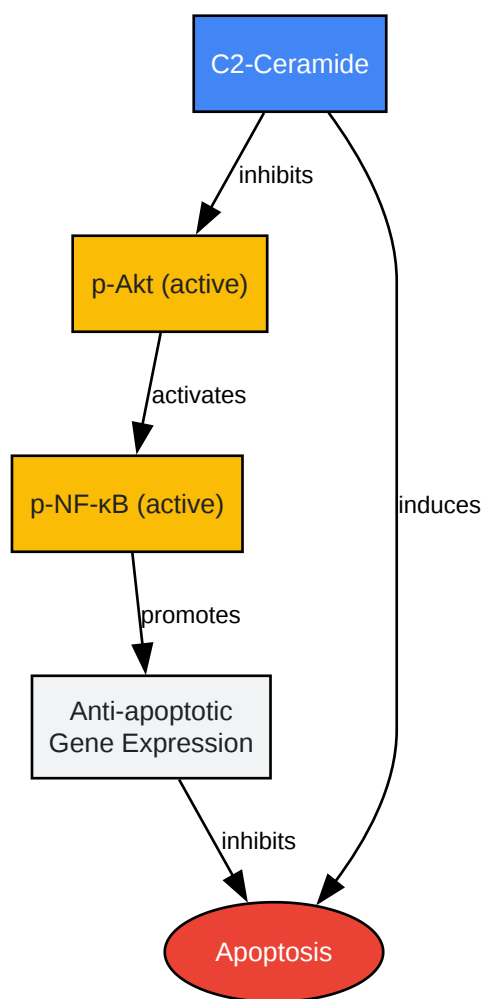 C2-Ceramide
inhibits
p-Akt (active)
activates
p-NF-κB (active)
induces
promotes
Anti-apoptotic
Gene Expression
inhibits
Apoptosis